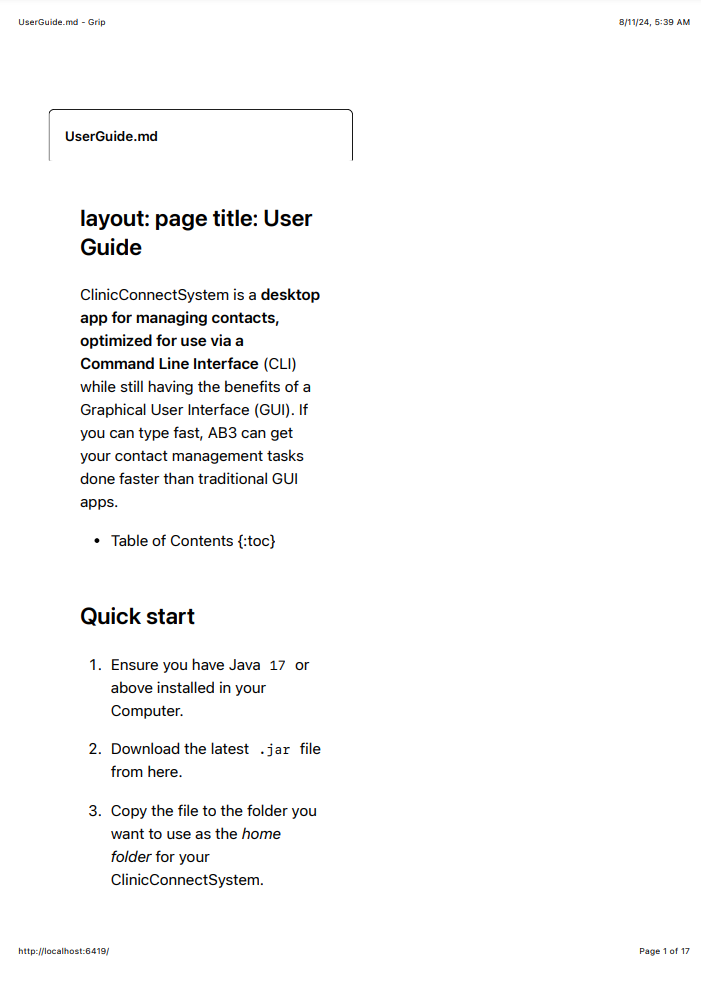 UserGuide.md - Grip
8/11/24, 5:39 AM
UserGuide.md
layout: page title: User
Guide
ClinicConnectSystem is a desktop
app for managing contacts,
optimized for use via a
Command Line Interface (CLI)
while still having the benefits of a
Graphical User Interface (GUI). If
you can type fast, AB3 can get
your contact management tasks
done faster than traditional GUI
apps.
• Table of Contents {:toc}
Quick start
1. Ensure you have Java 17 or
above installed in your
Computer.
2. Download the latest .jar file
from here.
3. Copy the file to the folder you
want to use as the home
folder for your
ClinicConnectSystem.
http://localhost:6419/
Page 1 of 17